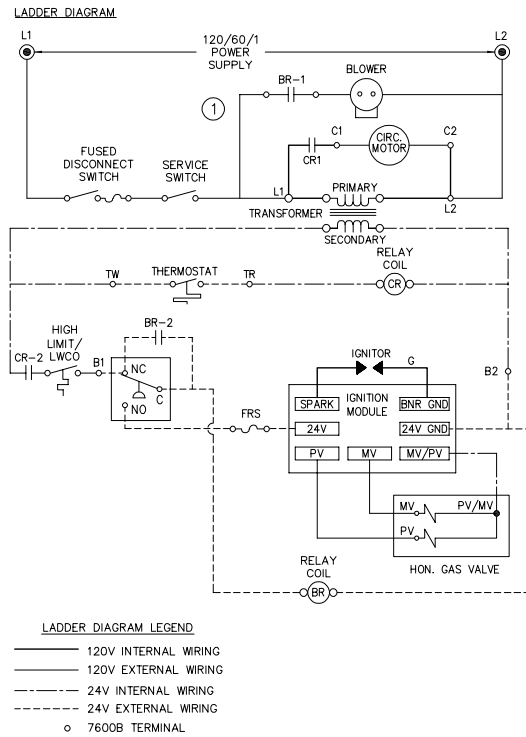 LADDER DIAGRAM
L1
120/60/1
POWER
SUPPLY
L2
BLOWER
BR-1
1
C1
CIRC.
MOTOR
C2
CR1
FUSED
DISCONNECT
SWITCH
SERVICE
SWITCH
L1
PRIMARY
L2
TRANSFORMER
SECONDARY
RELAY
COIL
TW
THERMOSTAT
TR
CR
BR-2
HIGH
LIMIT/
LWCO
CR-2
B1
NC
C
NO
IGNITOR
G
B2
FRS
SPARK
IGNITION
MODULE
BNR GND
24V
24V GND
PV
MV
MV/PV
MV
PV/MV
PV
HON. GAS VALVE
RELAY
COIL
BR
LADDER DIAGRAM LEGEND
120V INTERNAL WIRING
120V EXTERNAL WIRING
24V INTERNAL WIRING
24V EXTERNAL WIRING
7600B TERMINAL